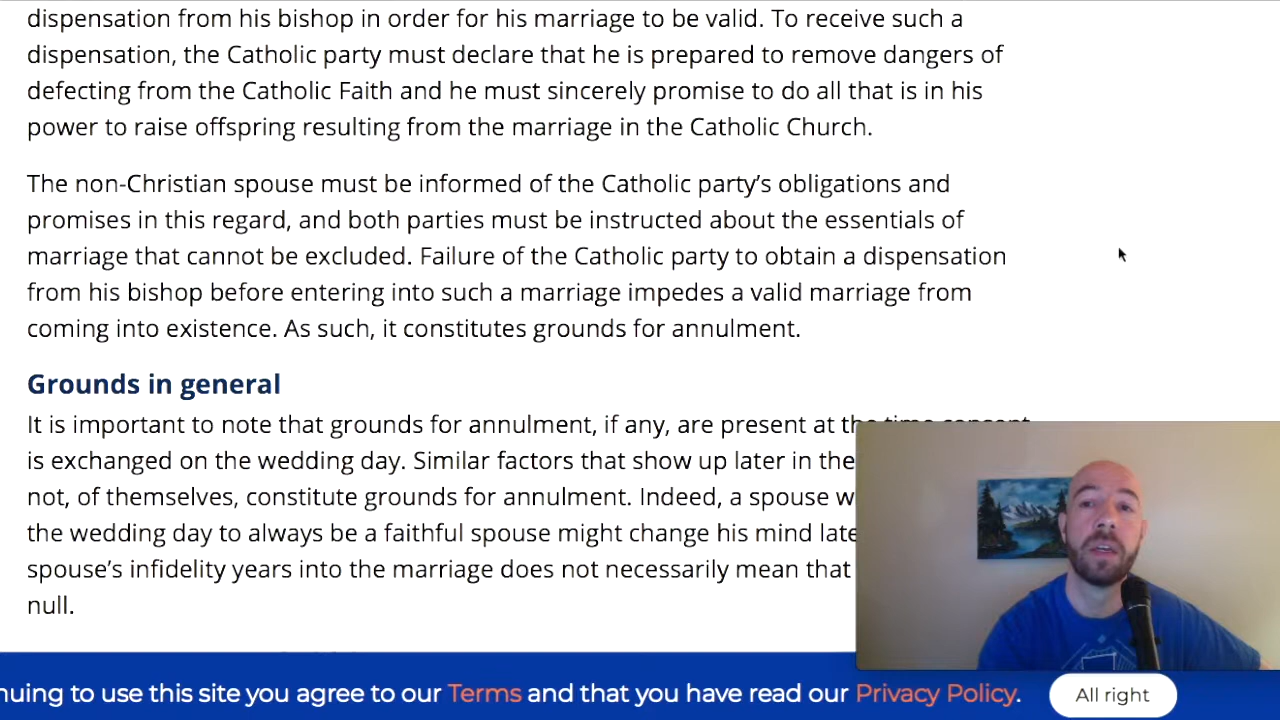 dispensation from his bishop in order for his marriage to be valid. To receive such a
dispensation, the Catholic party must declare that he is prepared to remove dangers of
defecting from the Catholic Faith and he must sincerely promise to do all that is in his
power to raise offspring resulting from the marriage in the Catholic Church.
The non-Christian spouse must be informed of the Catholic party’s obligations and
promises in this regard, and both parties must be instructed about the essentials of
marriage that cannot be excluded. Failure of the Catholic party to obtain a dispensation
from his bishop before entering into such a marriage impedes a valid marriage from
coming into existence. As such, it constitutes grounds for annulment.
Grounds in general
It is important to note that grounds for annulment, if any, are present at the time consent
is exchanged on the wedding day. Similar factors that show up later in the
not, of themselves, constitute grounds for annulment. Indeed, a spouse
the wedding day to always be a faithful spouse might change his mind
spouse’s infidelity years into the marriage does not necessarily mean that
null.
to use this site you agree to our Terms and that you have read our Privacy Policy.
All right